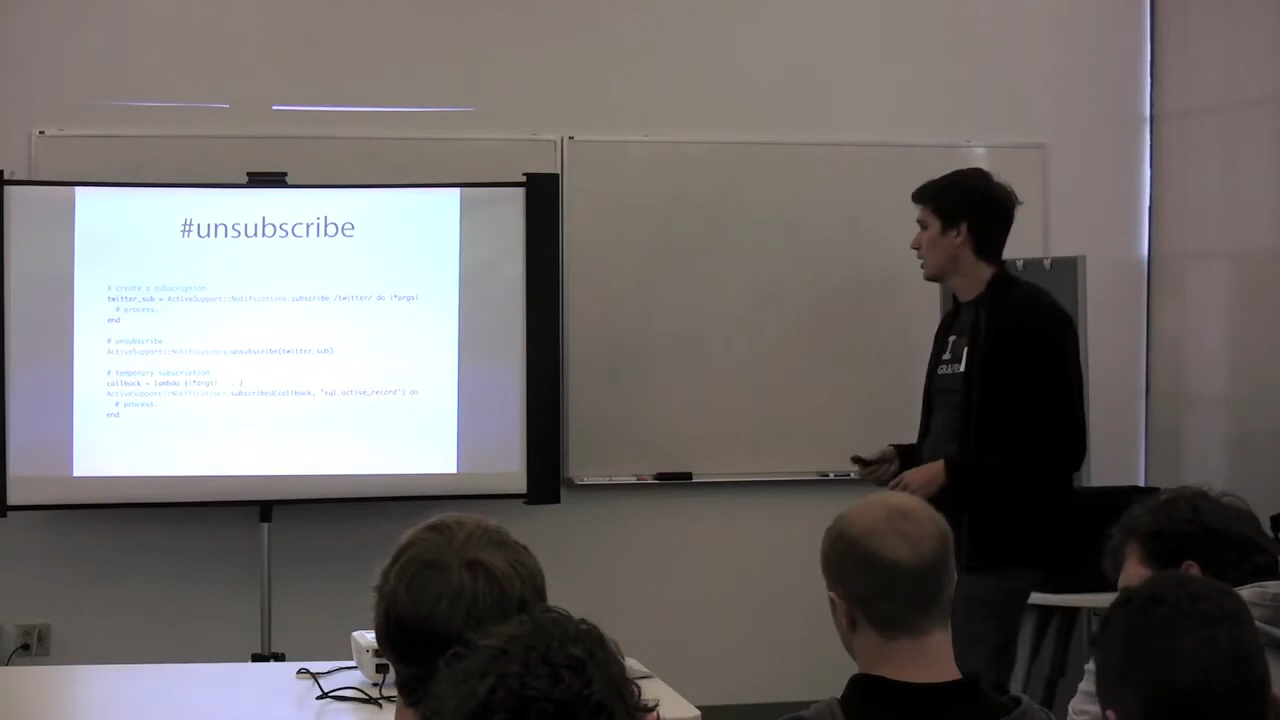 #unsubscribe
# create a subscription
twitter_sub = ActiveSupport::Notifications.subscribe /twitter/ do |*args|
# process...
end
# unsubscribe
ActiveSupport::Notifications.unsubscribe(twitter_sub)
# temporary subscription
callback = lambda {|*args| ... }
ActiveSupport::Notifications.subscribed(callback, "sql.active_record") do
# process...
end
I
GRAPHS